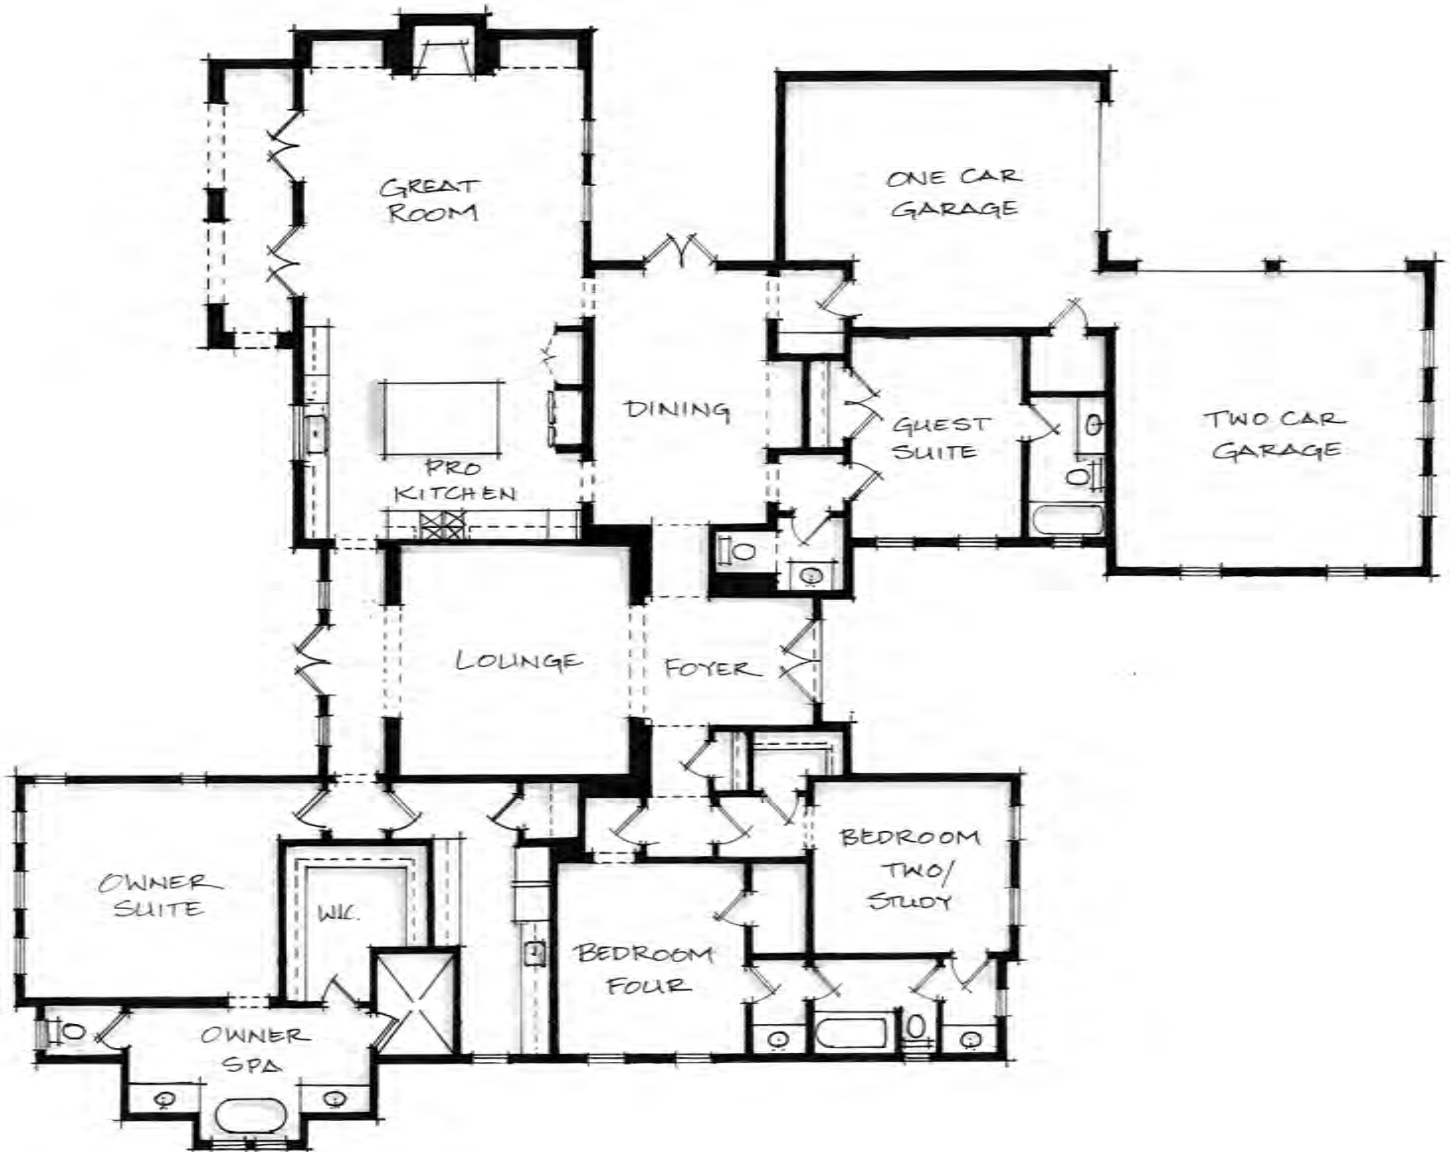 GREAT
ROOM
ONE CAR
GARAGE
DINING
GUEST
SUITE
TWO CAR
GARAGE
PRO
KITCHEN
LOUNGE
FOYER
OWNER
SUITE
W.I.C.
BEDROOM
TWO/
STUDY
BEDROOM
FOUR
OWNER
SPA